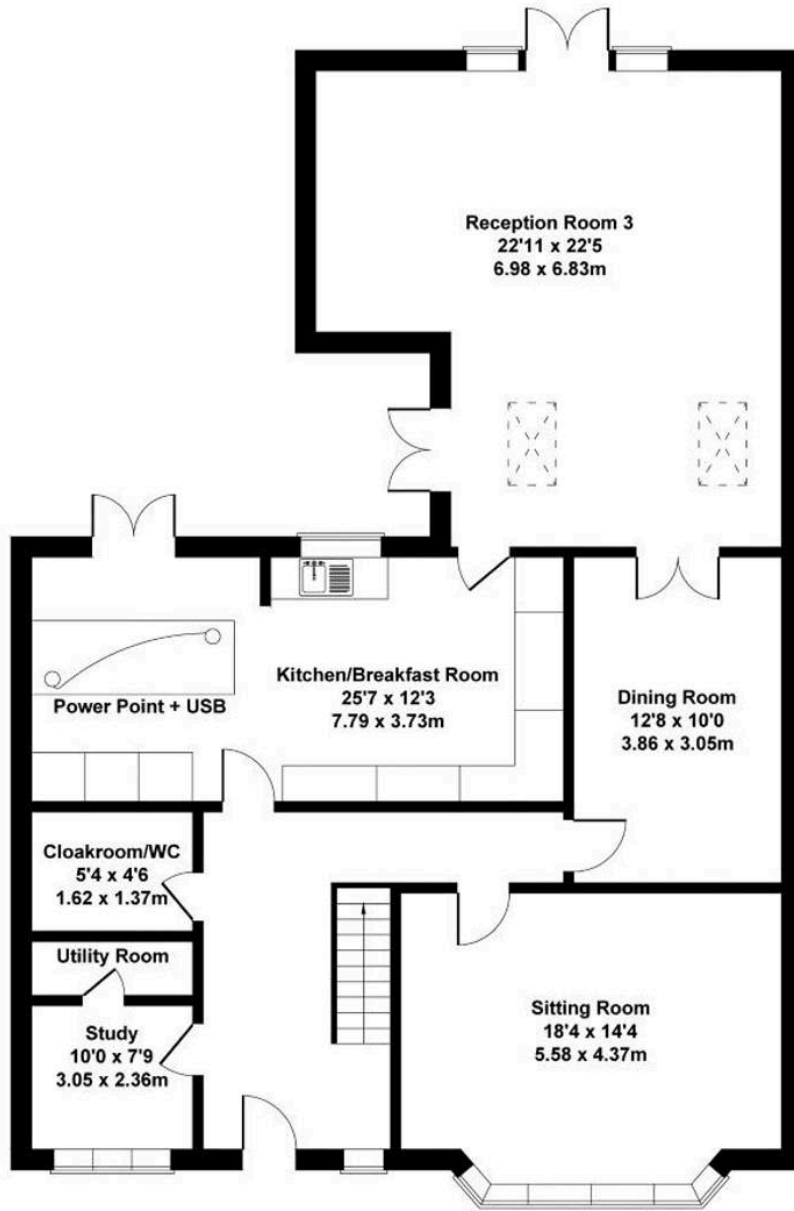 Reception Room 3
22'11 x 22'5
6.98 x 6.83m
Kitchen/Breakfast Room
25'7 x 12'3
7.79 x 3.73m
Power Point + USB
Dining Room
12'8 x 10'0
3.86 x 3.05m
Cloakroom/WC
5'4 x 4'6
1.62 x 1.37m
Utility Room
Study
10'0 x 7'9
3.05 x 2.36m
Sitting Room
18'4 x 14'4
5.58 x 4.37m